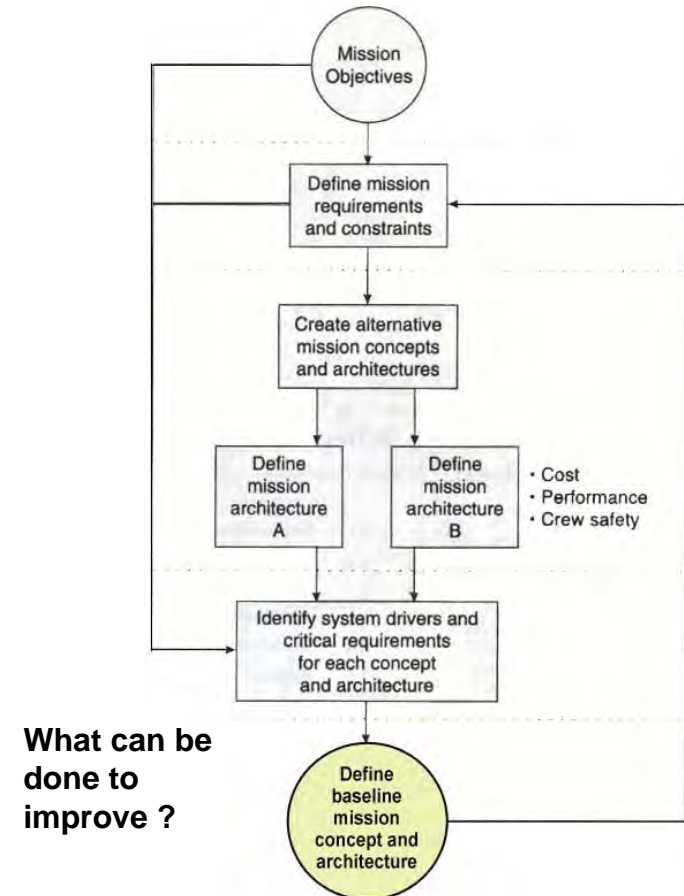 Mission
Objectives
Define mission
requirements
and constraints
Create alternative
mission concepts
and architectures
Define
mission
architecture
A
Define
mission
architecture
B
· Cost
· Performance
· Crew safety
Identify system drivers and
critical requirements
for each concept
and architecture
What can be
done to
improve ?
Define
baseline
mission
concept and
architecture